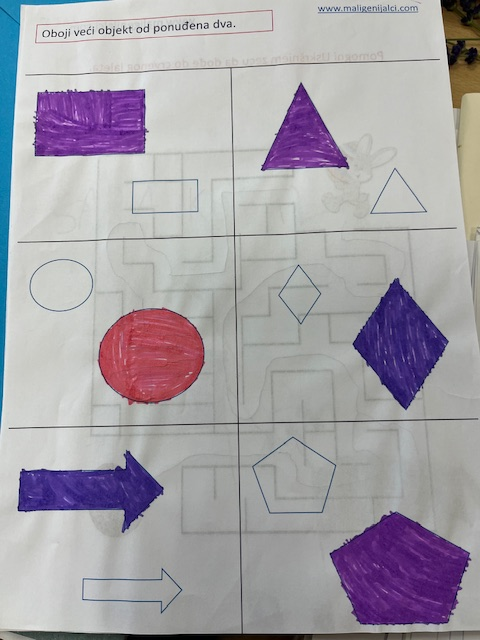 www.maligenijalci.com
Oboji veći objekt od ponuđena dva.